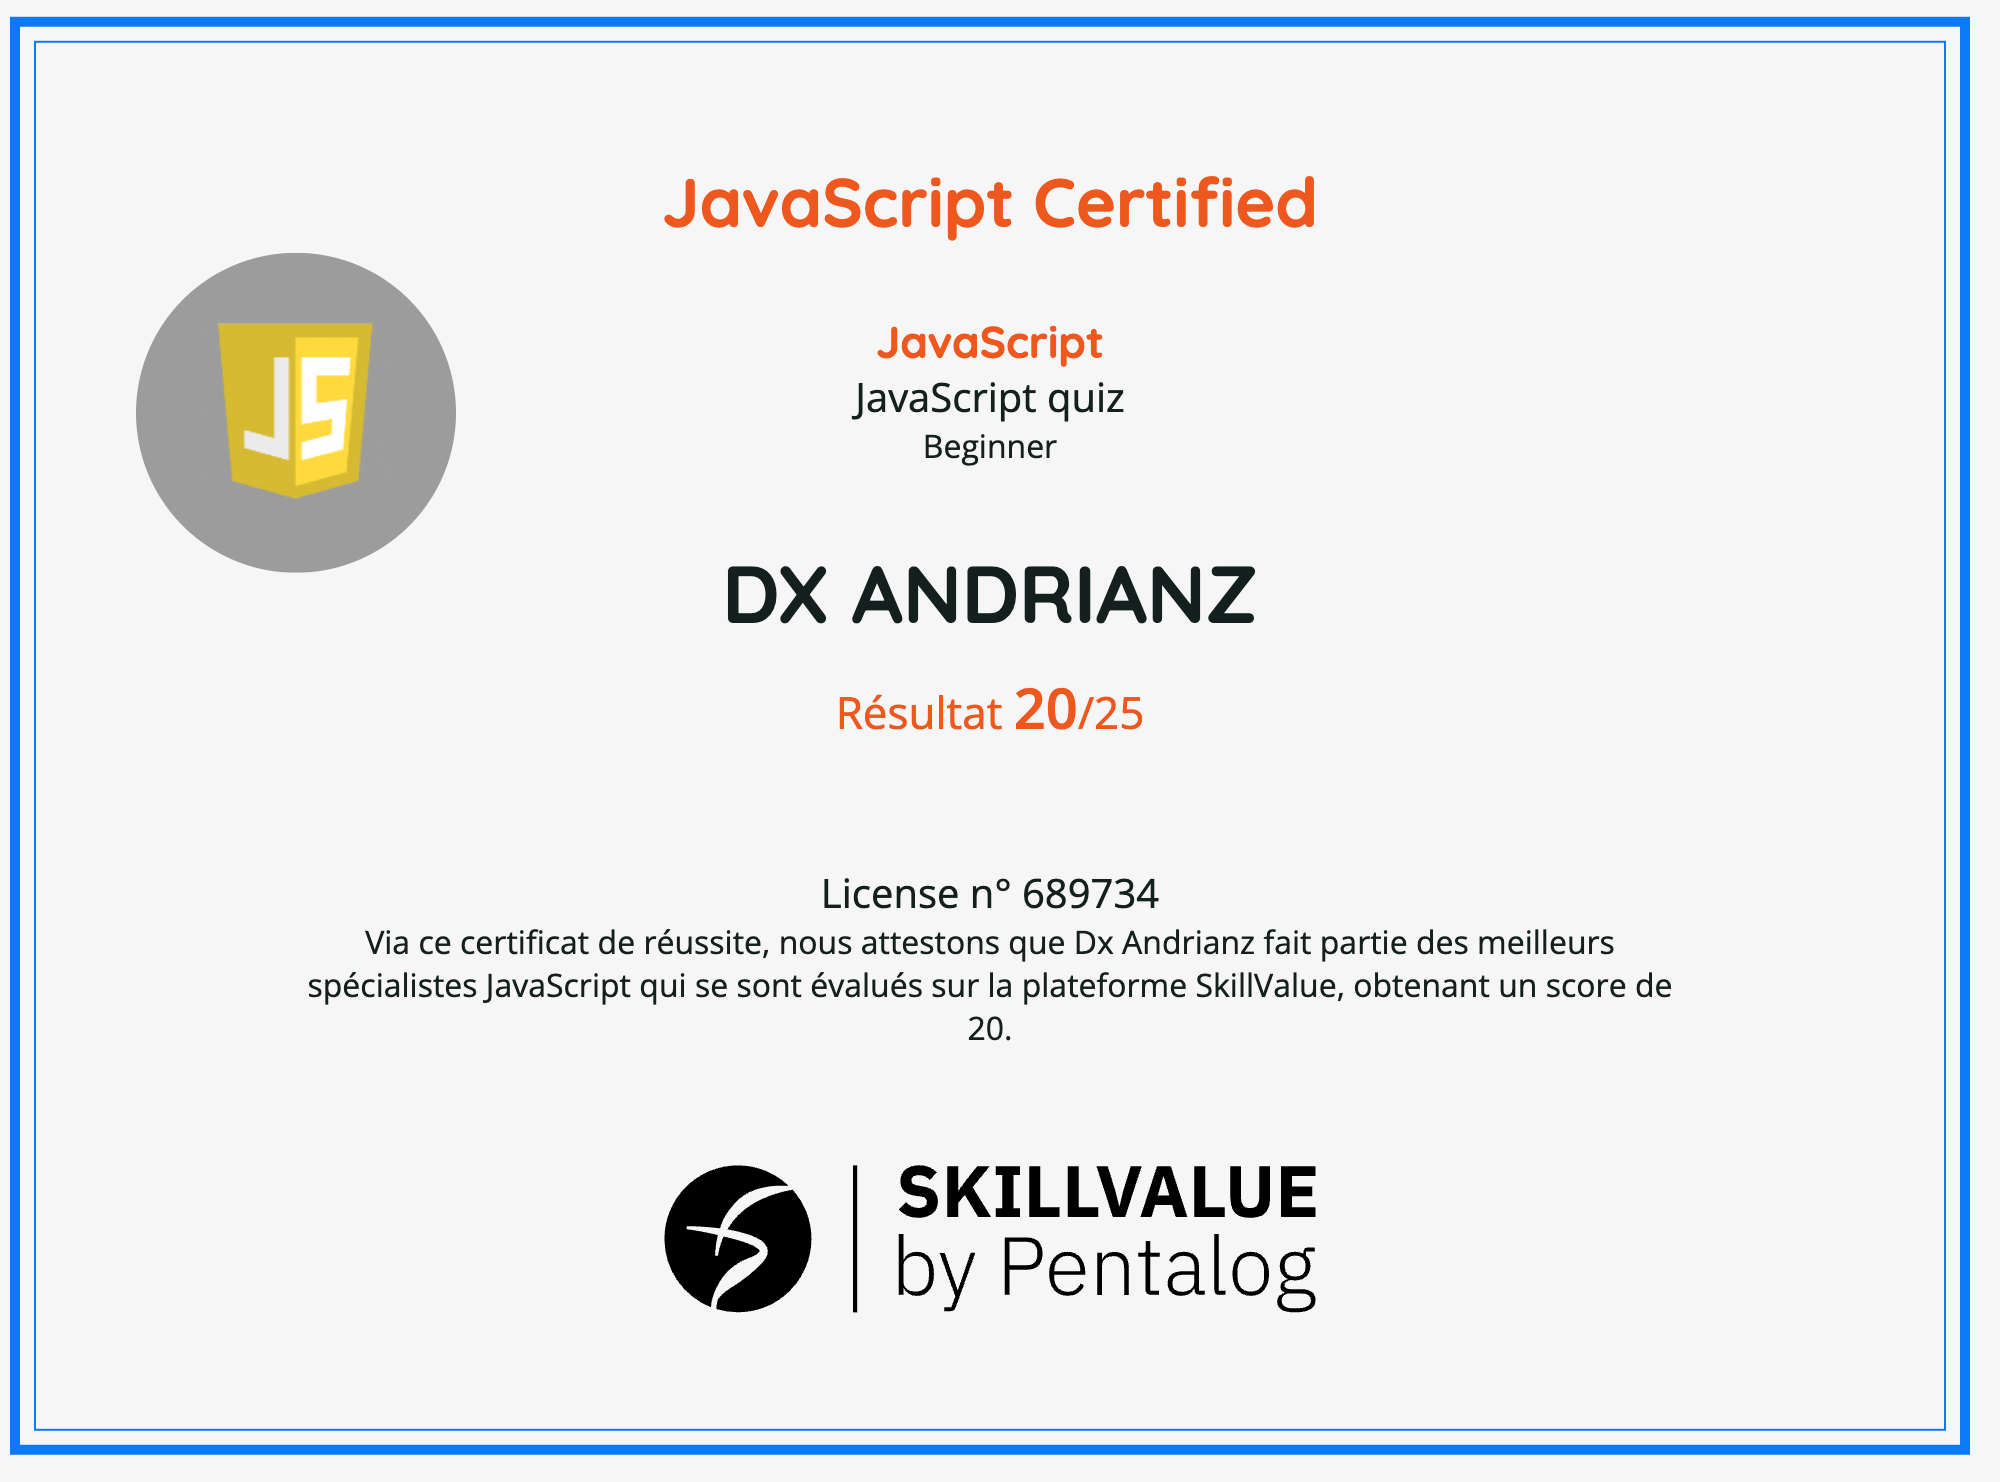 JavaScript Certified
JS
JavaScript
JavaScript quiz
Beginner
DX ANDRIANZ
Résultat 20/25
License n° 689734
Via ce certificat de réussite, nous attestons que Dx Andrianz fait partie des meilleurs
spécialistes JavaScript qui se sont évalués sur la plateforme SkillValue, obtenant un score de
20.
SKILLVALUE
by Pentalog